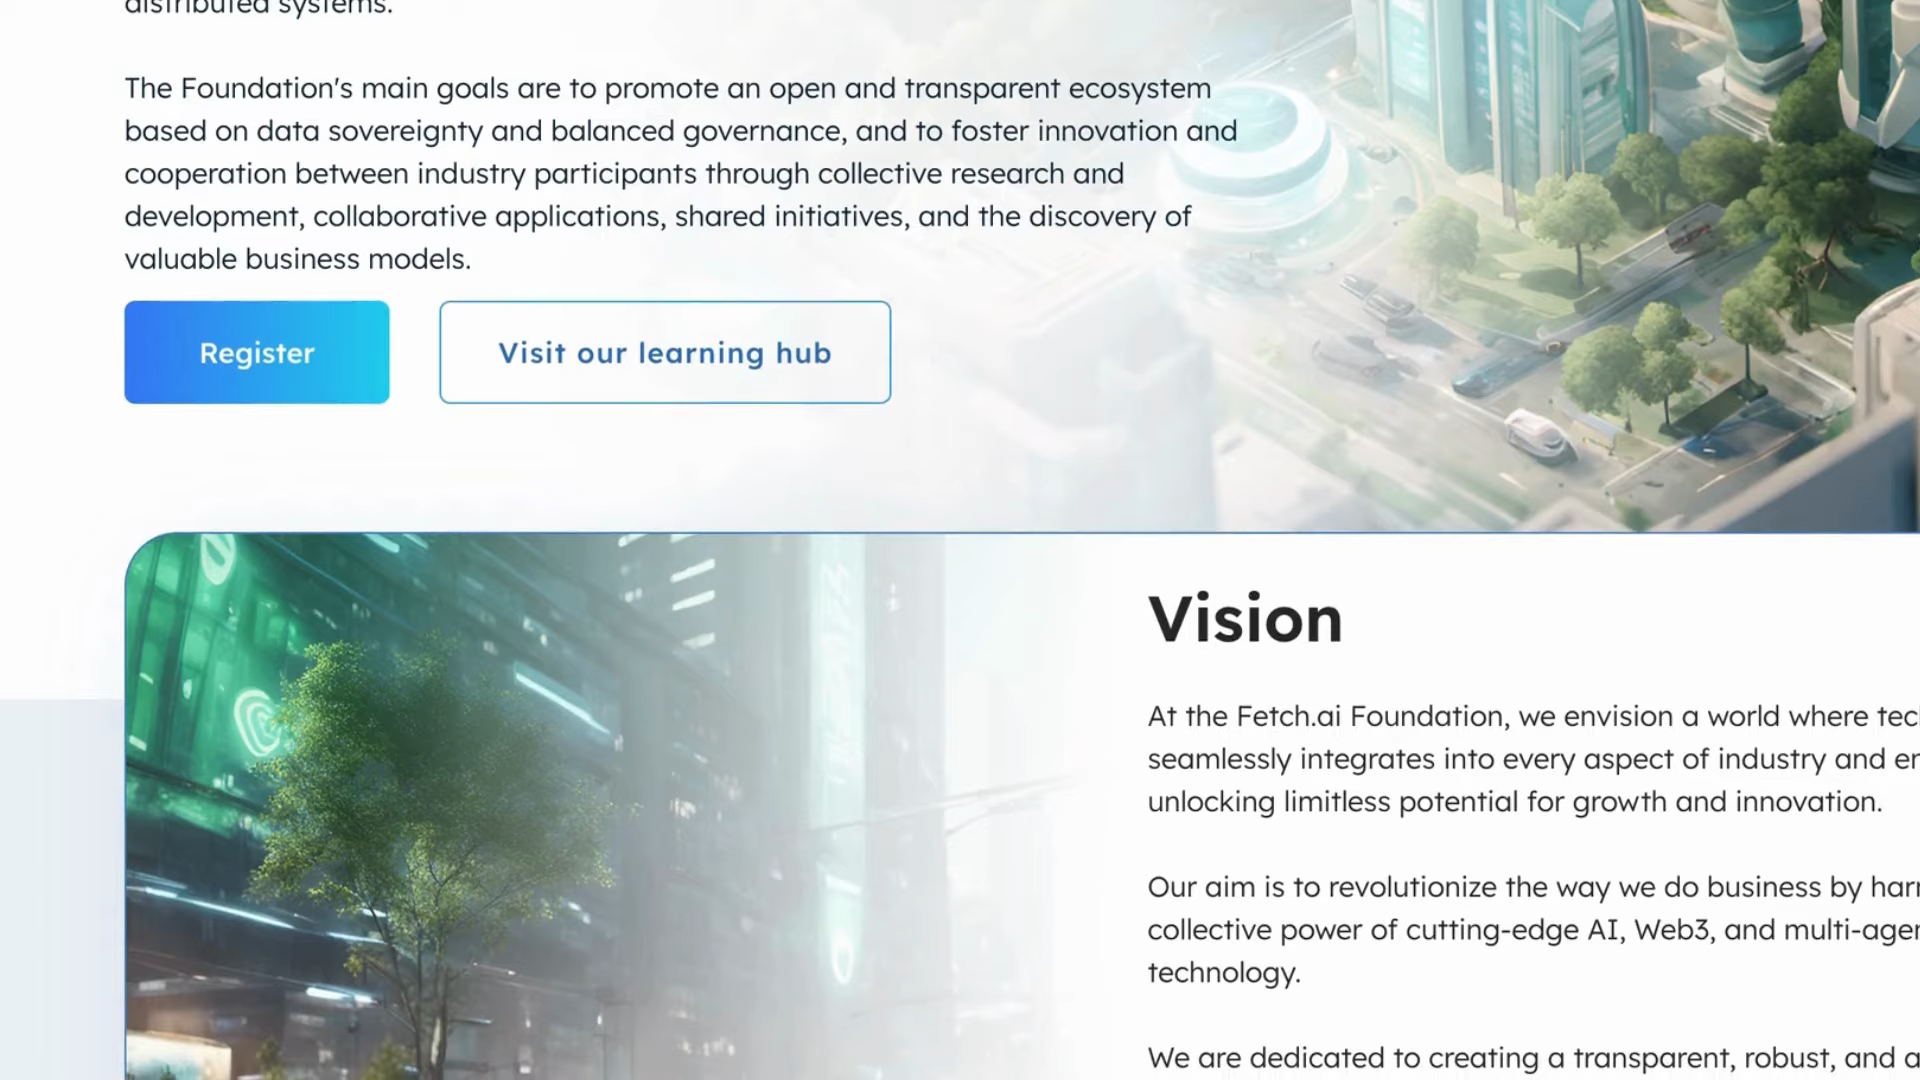 distributed systems.
The Foundation's main goals are to promote an open and transparent ecosystem
based on data sovereignty and balanced governance, and to foster innovation and
cooperation between industry participants through collective research and
development, collaborative applications, shared initiatives, and the discovery of
valuable business models.
Register
Visit our learning hub
Vision
At the Fetch.ai Foundation, we envision a world where
seamlessly integrates into every aspect of industry and
unlocking limitless potential for growth and innovation.
Our aim is to revolutionize the way we do business by
collective power of cutting-edge AI, Web3, and
technology.
We are dedicated to creating a transparent, robust, and